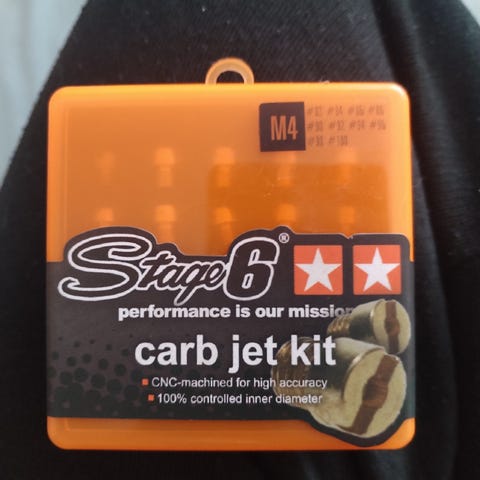 M4
Stage6®
performance is our mission
carb jet kit
CNC-machined for high accuracy
100% controlled inner diameter